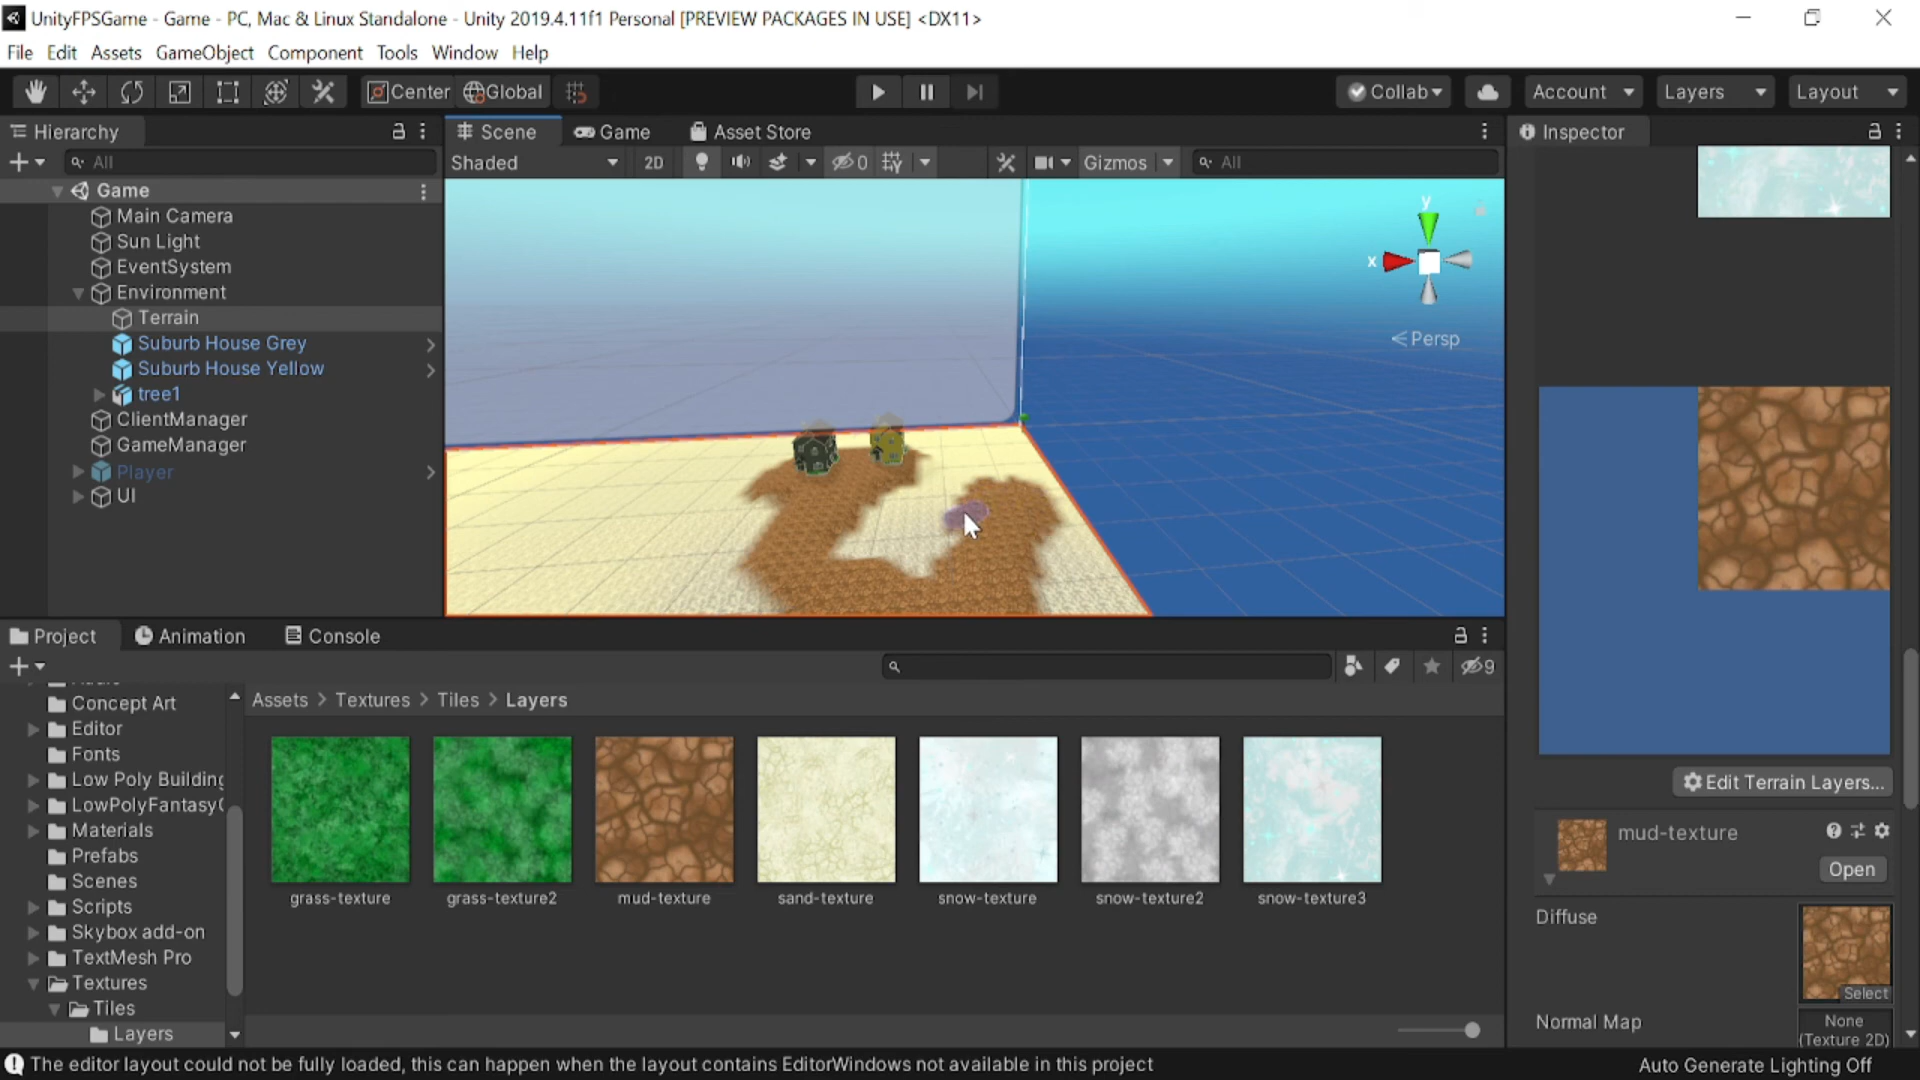 UnityFPSGame - Game - PC, Mac & Linux Standalone - Unity 2019.4.11f1 Personal [PREVIEW PACKAGES IN USE] <DX11>
File Edit Assets GameObject Component Tools Window Help
Center Global Collab Account Layers Layout
Hierarchy
All
Game
Main Camera
Sun Light
EventSystem
Environment
Terrain
Suburb House Grey
Suburb House Yellow
tree1
ClientManager
GameManager
Player
UI
Scene Game Asset Store
Shaded 2D 0 Gizmos All
y
x
Persp
Inspector
Edit Terrain Layers...
mud-texture
Open
Diffuse
Select
Normal Map
None
(Texture 2D)
Project Animation Console
9
Concept Art
Editor
Fonts
Low Poly Building
LowPolyFantasy
Materials
Prefabs
Scenes
Scripts
Skybox add-on
TextMesh Pro
Textures
Tiles
Layers
Assets > Textures > Tiles > Layers
grass-texture
grass-texture2
mud-texture
sand-texture
snow-texture
snow-texture2
snow-texture3
The editor layout could not be fully loaded, this can happen when the layout contains EditorWindows not available in this project
Auto Generate Lighting Off